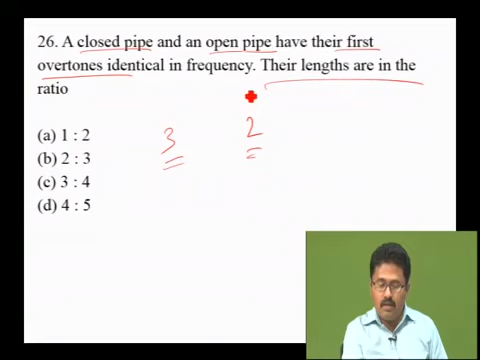 26. A closed pipe and an open pipe have their first
overtones identical in frequency. Their lengths are in the
ratio
(a) 1 : 2
(b) 2 : 3
(c) 3 : 4
(d) 4 : 5
3 2